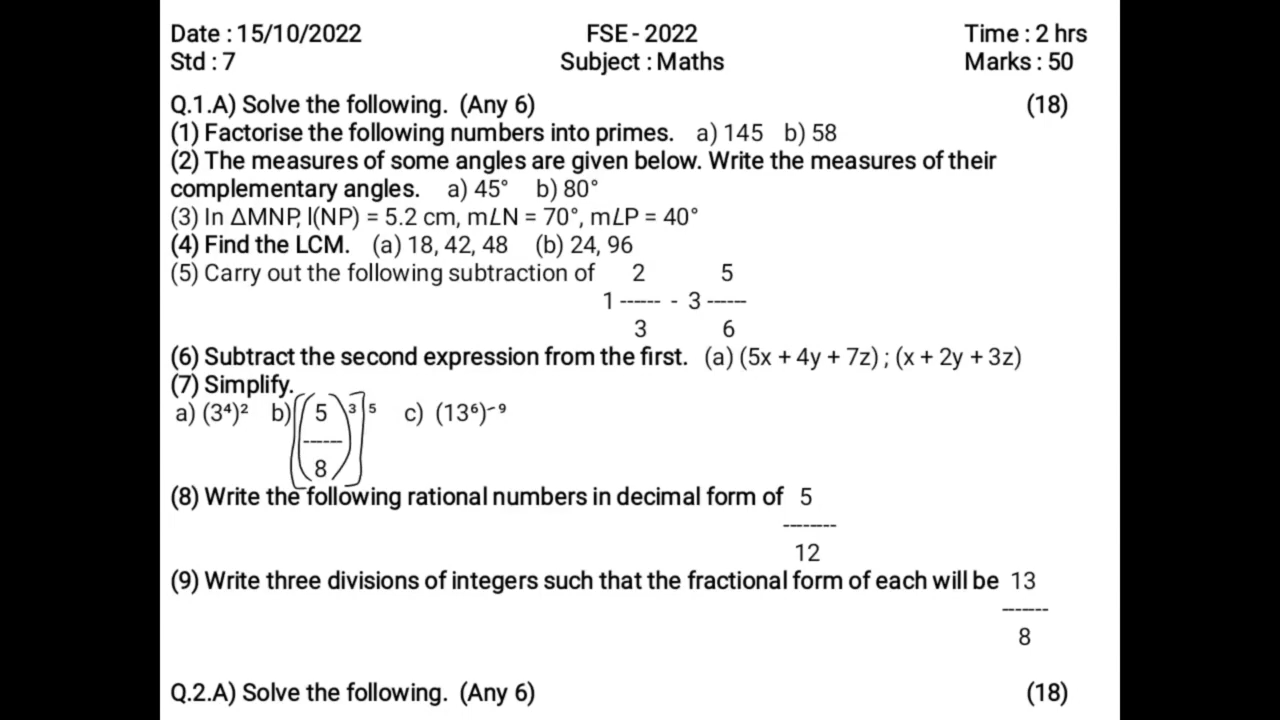 Date : 15/10/2022 FSE - 2022 Time : 2 hrs
Std : 7 Subject : Maths Marks : 50
Q.1.A) Solve the following. (Any 6) (18)
(1) Factorise the following numbers into primes. a) 145 b) 58
(2) The measures of some angles are given below. Write the measures of their
complementary angles. a) 45° b) 80°
(3) In ΔMNP, l(NP) = 5.2 cm, m∠N = 70°, m∠P = 40°
(4) Find the LCM. (a) 18, 42, 48 (b) 24, 96
(5) Carry out the following subtraction of 2 5
1 ------ - 3 ------
3 6
(6) Subtract the second expression from the first. (a) (5x + 4y + 7z) ; (x + 2y + 3z)
(7) Simplify.
a) (3⁴)² b) [( 5 )³]⁵ c) (13⁶)⁻⁹
------
8
(8) Write the following rational numbers in decimal form of 5
--------
12
(9) Write three divisions of integers such that the fractional form of each will be 13
-------
8
Q.2.A) Solve the following. (Any 6) (18)